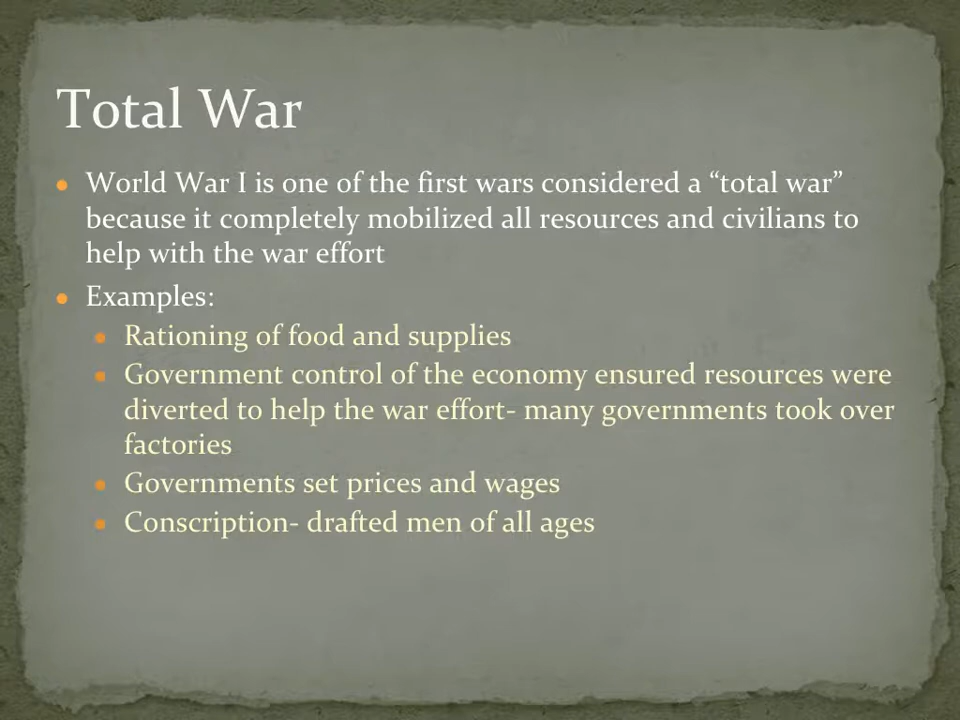 Total War
• World War I is one of the first wars considered a “total war”
because it completely mobilized all resources and civilians to
help with the war effort
• Examples:
• Rationing of food and supplies
• Government control of the economy ensured resources were
diverted to help the war effort- many governments took over
factories
• Governments set prices and wages
• Conscription- drafted men of all ages